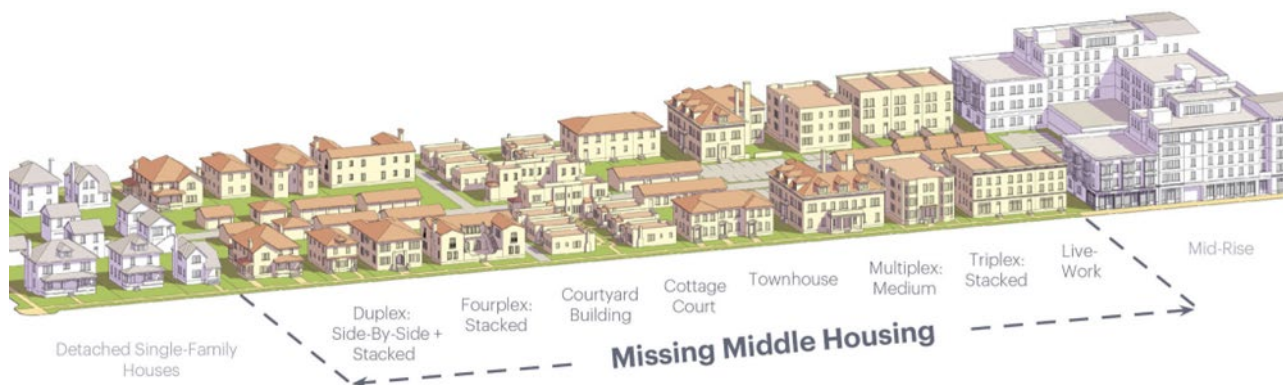 Detached Single-Family
Houses
Duplex:
Side-By-Side +
Stacked
Fourplex:
Stacked
Courtyard
Building
Cottage
Court
Townhouse
Multiplex:
Medium
Triplex:
Stacked
Live-
Work
Mid-Rise
Missing Middle Housing